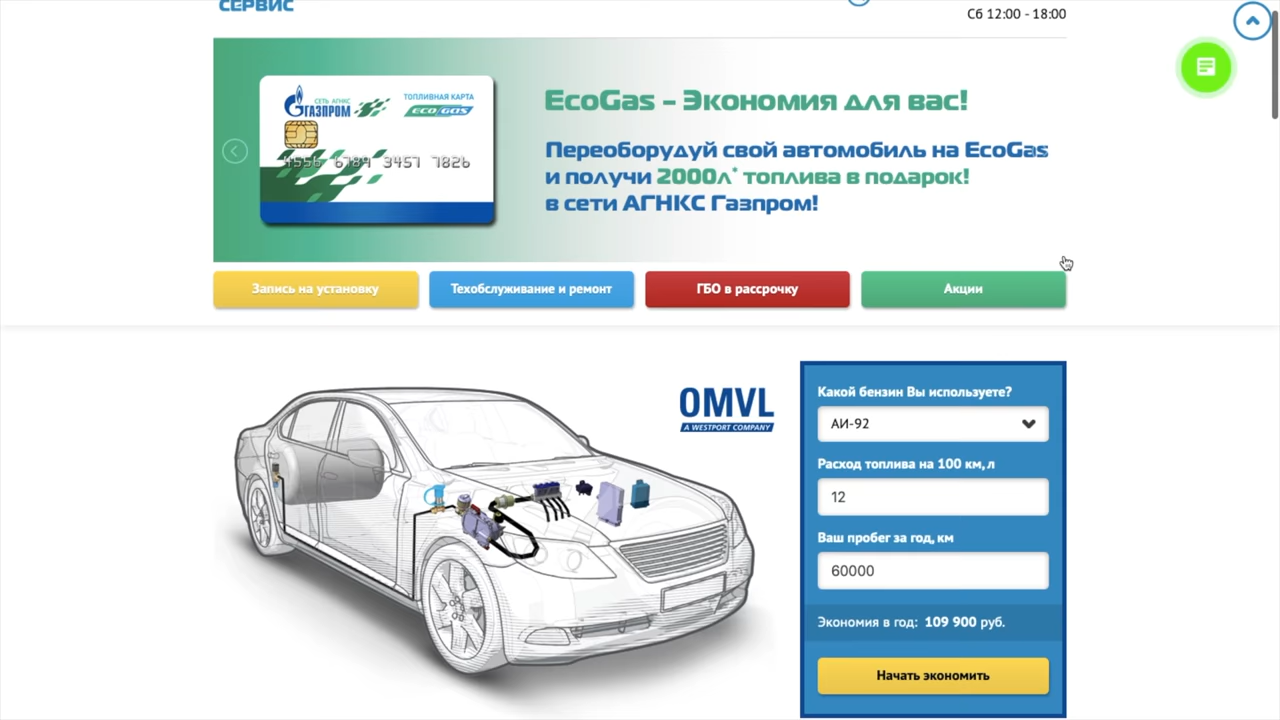 СЕРВИС
Сб 12:00 - 18:00
СЕТЬ АГНКС
ГАЗПРОМ
ТОПЛИВНАЯ КАРТА
ECO GAS
4556 6789 3457 7826
EcoGas - Экономия для вас!
Переоборудуй свой автомобиль на EcoGas
и получи 2000л* топлива в подарок!
в сети АГНКС Газпром!
Запись на установку
Техобслуживание и ремонт
ГБО в рассрочку
Акции
OMVL
A WESTPORT COMPANY
Какой бензин Вы используете?
АИ-92
Расход топлива на 100 км, л
12
Ваш пробег за год, км
60000
Экономия в год: 109 900 руб.
Начать экономить